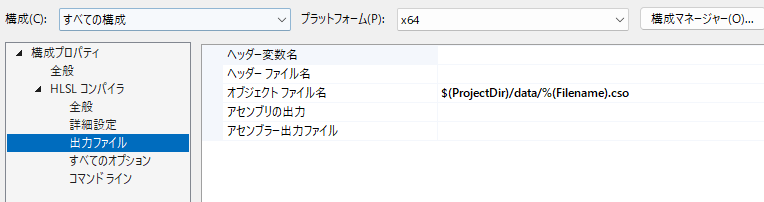 構成(C): すべての構成 プラットフォーム(P): x64 構成マネージャー(O)...
構成プロパティ
全般
HLSL コンパイラ
全般
詳細設定
出力ファイル
すべてのオプション
コマンド ライン
ヘッダー変数名
ヘッダー ファイル名
オブジェクト ファイル名 $(ProjectDir)/data/%(Filename).cso
アセンブリの出力
アセンブラー出力ファイル